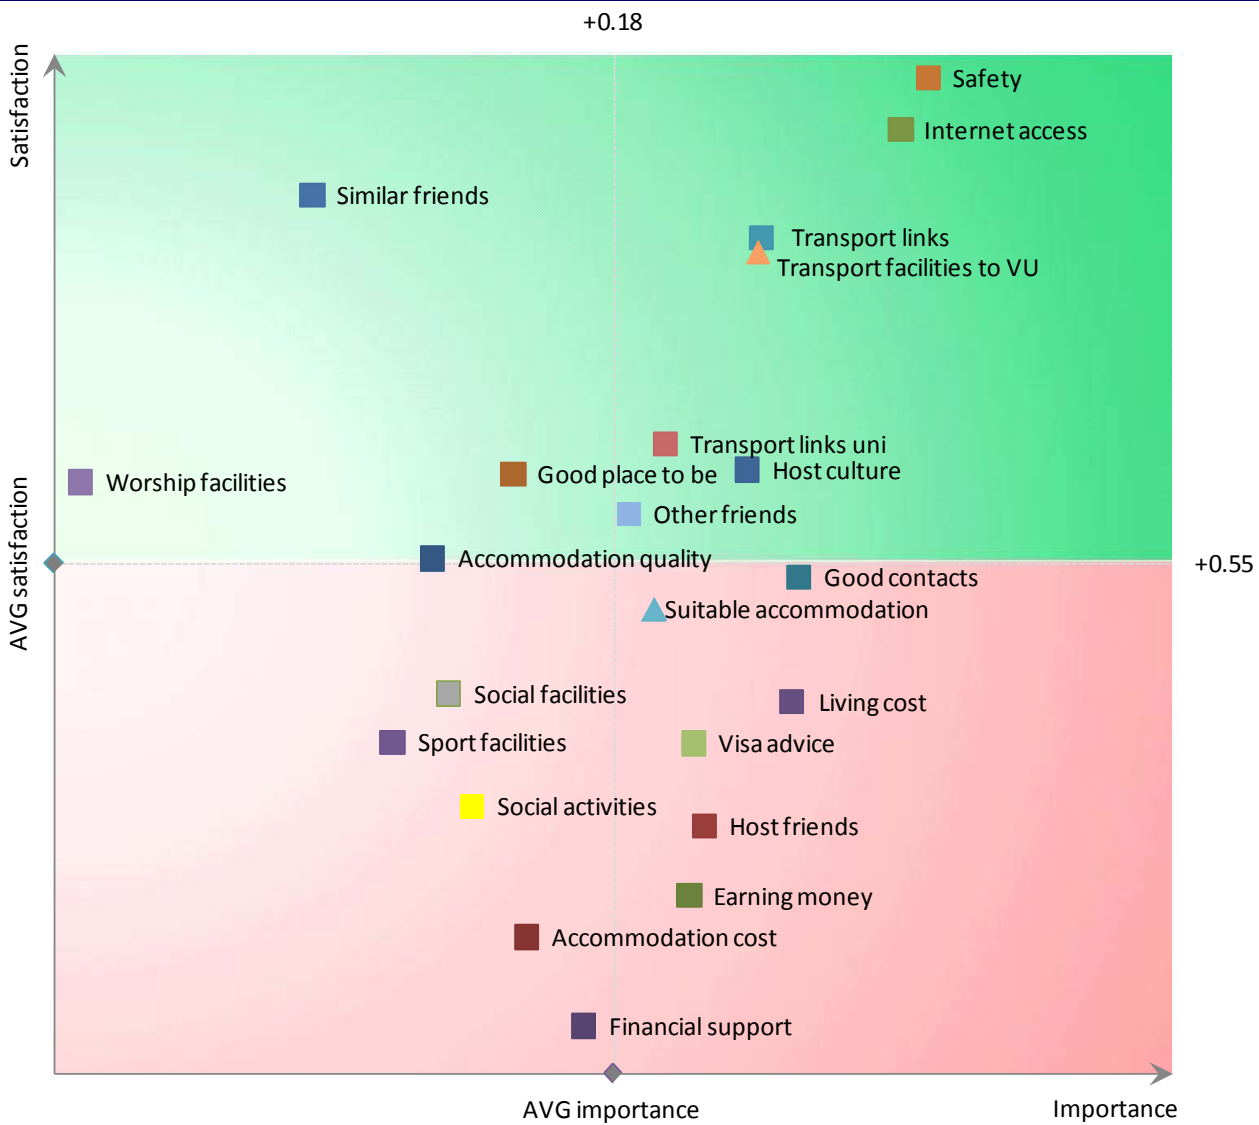 +0.18
Satisfaction
Safety
Internet access
Similar friends
Transport links
Transport facilities to VU
Transport links uni
Host culture
Good place to be
Worship facilities
Other friends
AVG satisfaction
Accommodation quality
+0.55
Good contacts
Suitable accommodation
Social facilities
Living cost
Sport facilities
Visa advice
Social activities
Host friends
Earning money
Accommodation cost
Financial support
AVG importance
Importance